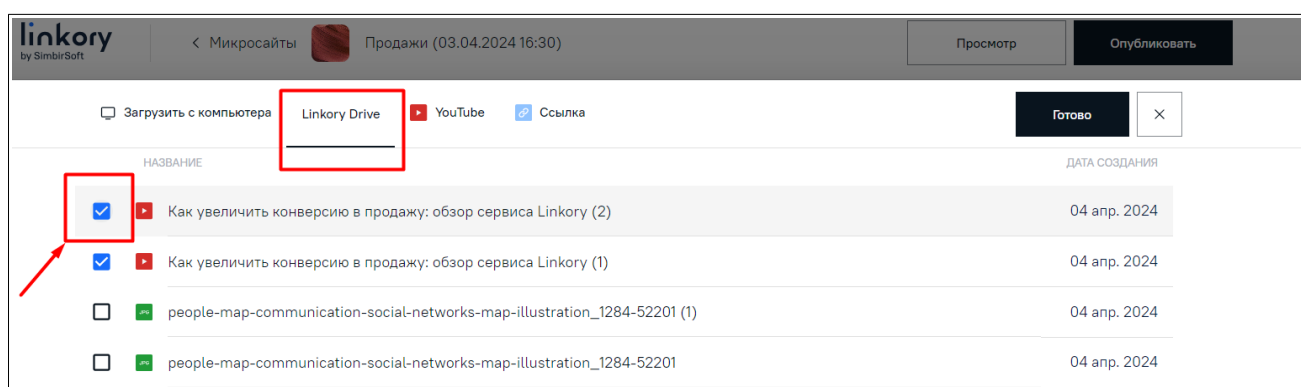 linkory
by SimbirSoft
< Микросайты Продажи (03.04.2024 16:30) Просмотр Опубликовать
Загрузить с компьютера Linkory Drive YouTube Ссылка Готово ×
НАЗВАНИЕ ДАТА СОЗДАНИЯ
Как увеличить конверсию в продажу: обзор сервиса Linkory (2) 04 апр. 2024
Как увеличить конверсию в продажу: обзор сервиса Linkory (1) 04 апр. 2024
JPG people-map-communication-social-networks-map-illustration_1284-52201 (1) 04 апр. 2024
JPG people-map-communication-social-networks-map-illustration_1284-52201 04 апр. 2024